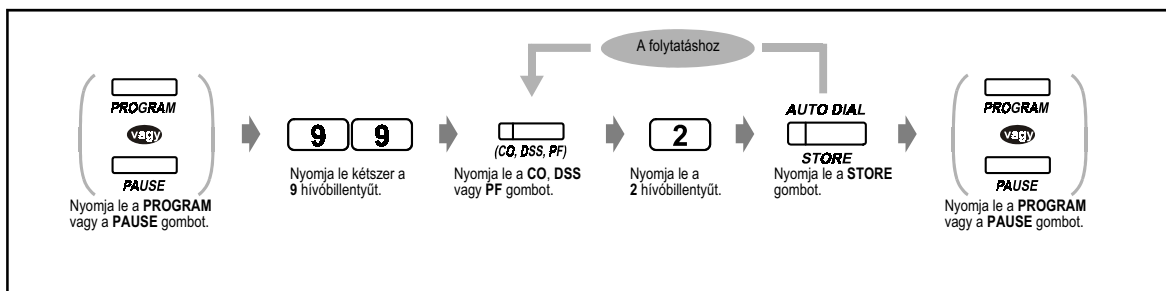 A folytatáshoz
PROGRAM
vagy
PAUSE
Nyomja le a PROGRAM
vagy a PAUSE gombot.
9 9
Nyomja le kétszer a
9 hívóbillentyűt.
(CO, DSS, PF)
Nyomja le a CO, DSS
vagy PF gombot.
2
Nyomja le a
2 hívóbillentyűt.
AUTO DIAL
STORE
Nyomja le a STORE
gombot.
PROGRAM
vagy
PAUSE
Nyomja le a PROGRAM
vagy a PAUSE gombot.